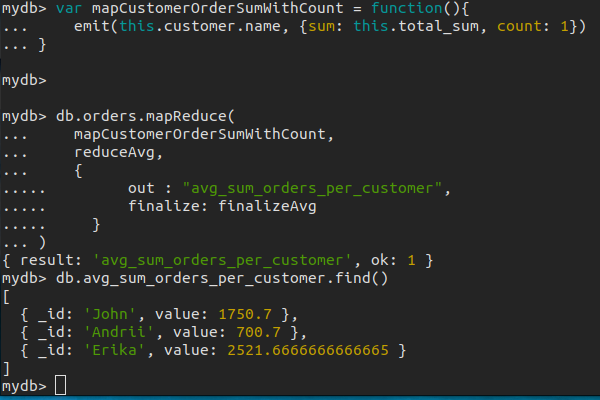 mydb> var mapCustomerOrderSumWithCount = function(){
...     emit(this.customer.name, {sum: this.total_sum, count: 1})
... }
mydb>
mydb> db.orders.mapReduce(
...     mapCustomerOrderSumWithCount,
...     reduceAvg,
...     {
.....         out : "avg_sum_orders_per_customer",
.....         finalize: finalizeAvg
.....     }
... )
{ result: 'avg_sum_orders_per_customer', ok: 1 }
mydb> db.avg_sum_orders_per_customer.find()
[
  { _id: 'John', value: 1750.7 },
  { _id: 'Andrii', value: 700.7 },
  { _id: 'Erika', value: 2521.6666666666665 }
]
mydb>